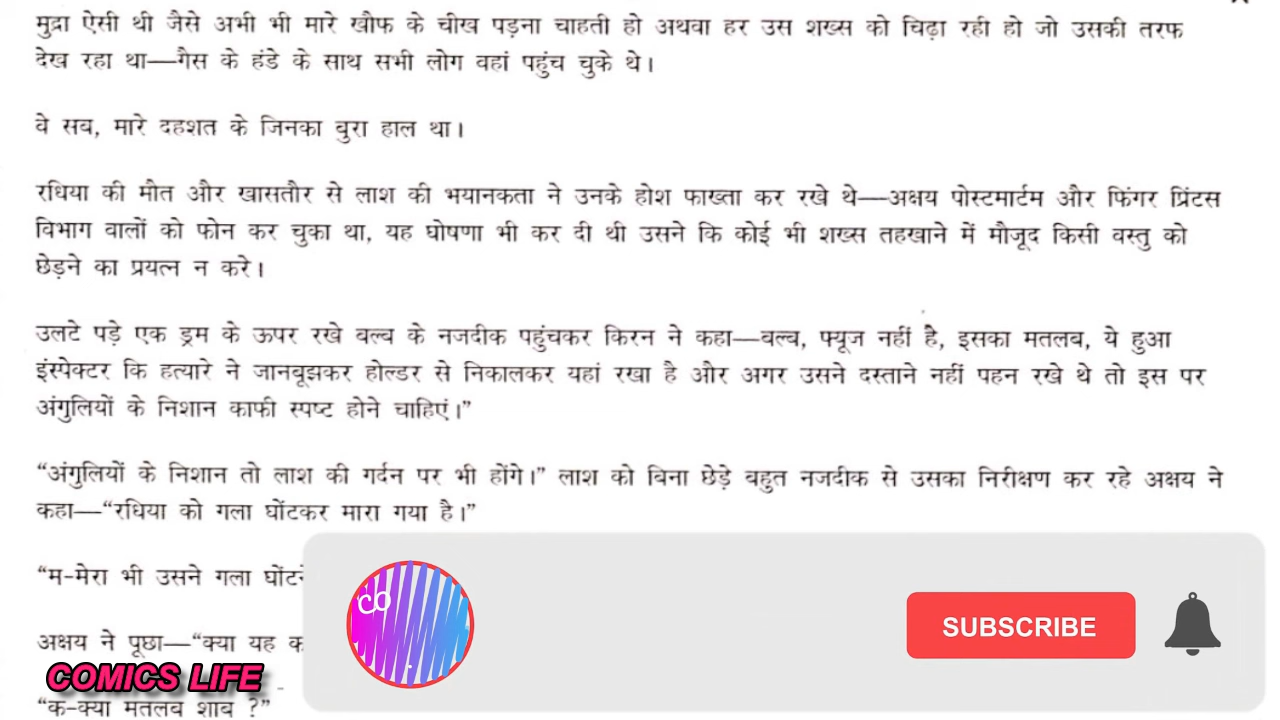 मुद्रा ऐसी थी जैसे अभी भी मारे खौफ के चीख पड़ना चाहती हो अथवा हर उस शख्स को चिढ़ा रही हो जो उसकी तरफ
देख रहा था—गैस के हंडे के साथ सभी लोग वहां पहुंच चुके थे।
वे सब, मारे दहशत के जिनका बुरा हाल था।
रधिया की मौत और खासतौर से लाश की भयानकता ने उनके होश फाख्ता कर रखे थे—अक्षय पोस्टमार्टम और फिंगर प्रिंटस
विभाग वालों को फोन कर चुका था, यह घोषणा भी कर दी थी उसने कि कोई भी शख्स तहखाने में मौजूद किसी वस्तु को
छेड़ने का प्रयत्न न करे।
उलटे पड़े एक ड्रम के ऊपर रखे बल्ब के नजदीक पहुंचकर किरन ने कहा—बल्ब, फ्यूज नहीं है, इसका मतलब, ये हुआ
इंस्पेक्टर कि हत्यारे ने जानबूझकर होल्डर से निकालकर यहां रखा है और अगर उसने दस्ताने नहीं पहन रखे थे तो इस पर
अंगुलियों के निशान काफी स्पष्ट होने चाहिएं।”
“अंगुलियों के निशान तो लाश की गर्दन पर भी होंगे।” लाश को बिना छेड़े बहुत नजदीक से उसका निरीक्षण कर रहे अक्षय ने
कहा—“रधिया को गला घोंटकर मारा गया है।”
“म-मेरा भी उसने गला
अक्षय ने पूछा—“क्या यह
“क-क्या मतलब शाब ?”
CO
SUBSCRIBE
COMICS LIFE